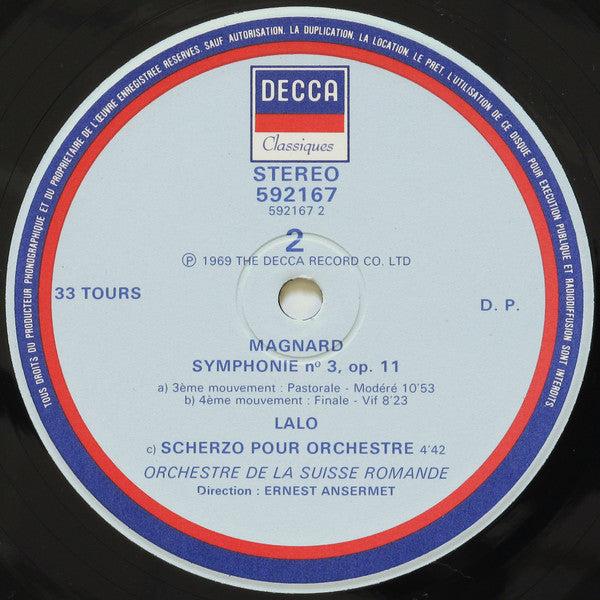 TOUS DROITS DU PRODUCTEUR PHONOGRAPHIQUE ET DU PROPRIETAIRE DE L'ŒUVRE ENREGISTREE RESERVES. SAUF AUTORISATION. LA DUPLICATION, LA LOCATION, LE PRET, L'UTILISATION DE CE DISQUE POUR EXECUTION PUBLIQUE ET RADIODIFFUSION SONT INTERDITS
DECCA
Classiques
STEREO
592167
592167 2
2
℗ 1969 THE DECCA RECORD CO. LTD
33 TOURS
D. P.
MAGNARD
SYMPHONIE nº 3, op. 11
a) 3ème mouvement : Pastorale - Modéré 10'53
b) 4ème mouvement : Finale - Vif 8'23
LALO
c) SCHERZO POUR ORCHESTRE 4'42
ORCHESTRE DE LA SUISSE ROMANDE
Direction : ERNEST ANSERMET